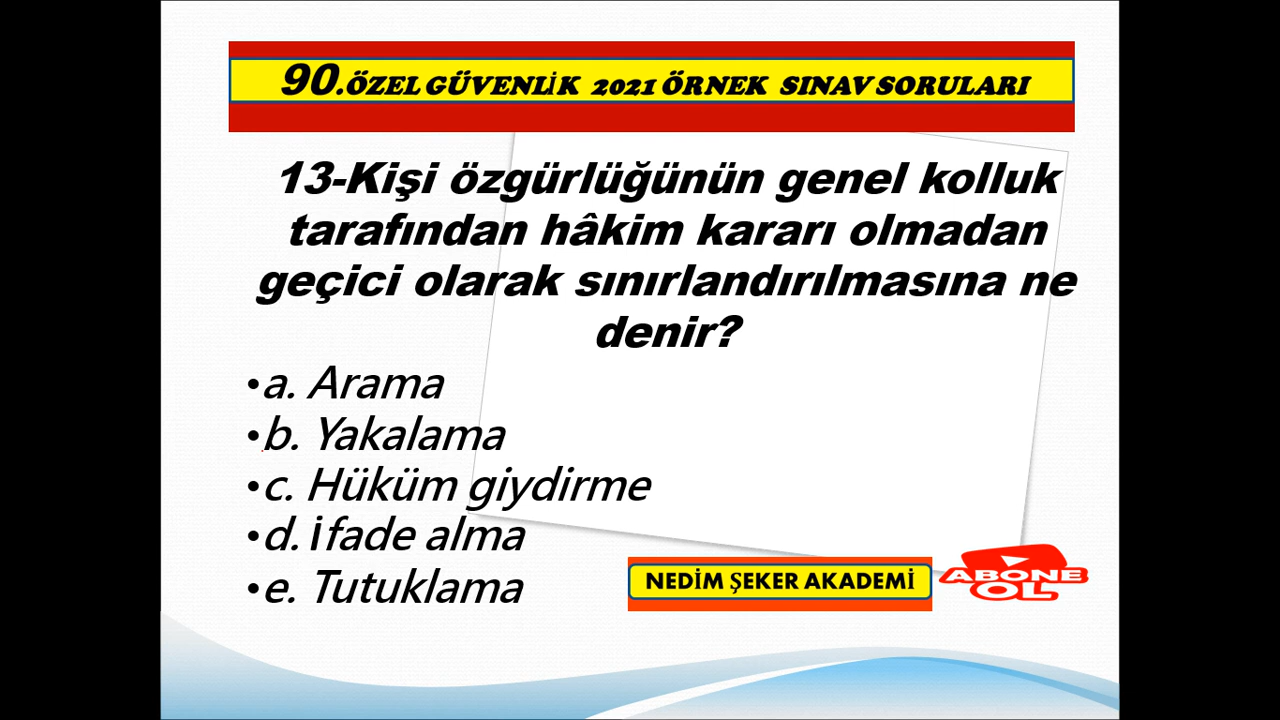 90.ÖZEL GÜVENLİK 2021 ÖRNEK SINAV SORULARI
13-Kişi özgürlüğünün genel kolluk
tarafından hâkim kararı olmadan
geçici olarak sınırlandırılmasına ne
denir?
•a. Arama
•b. Yakalama
•c. Hüküm giydirme
•d. İfade alma
•e. Tutuklama
NEDİM ŞEKER AKADEMİ
ABONE
OL